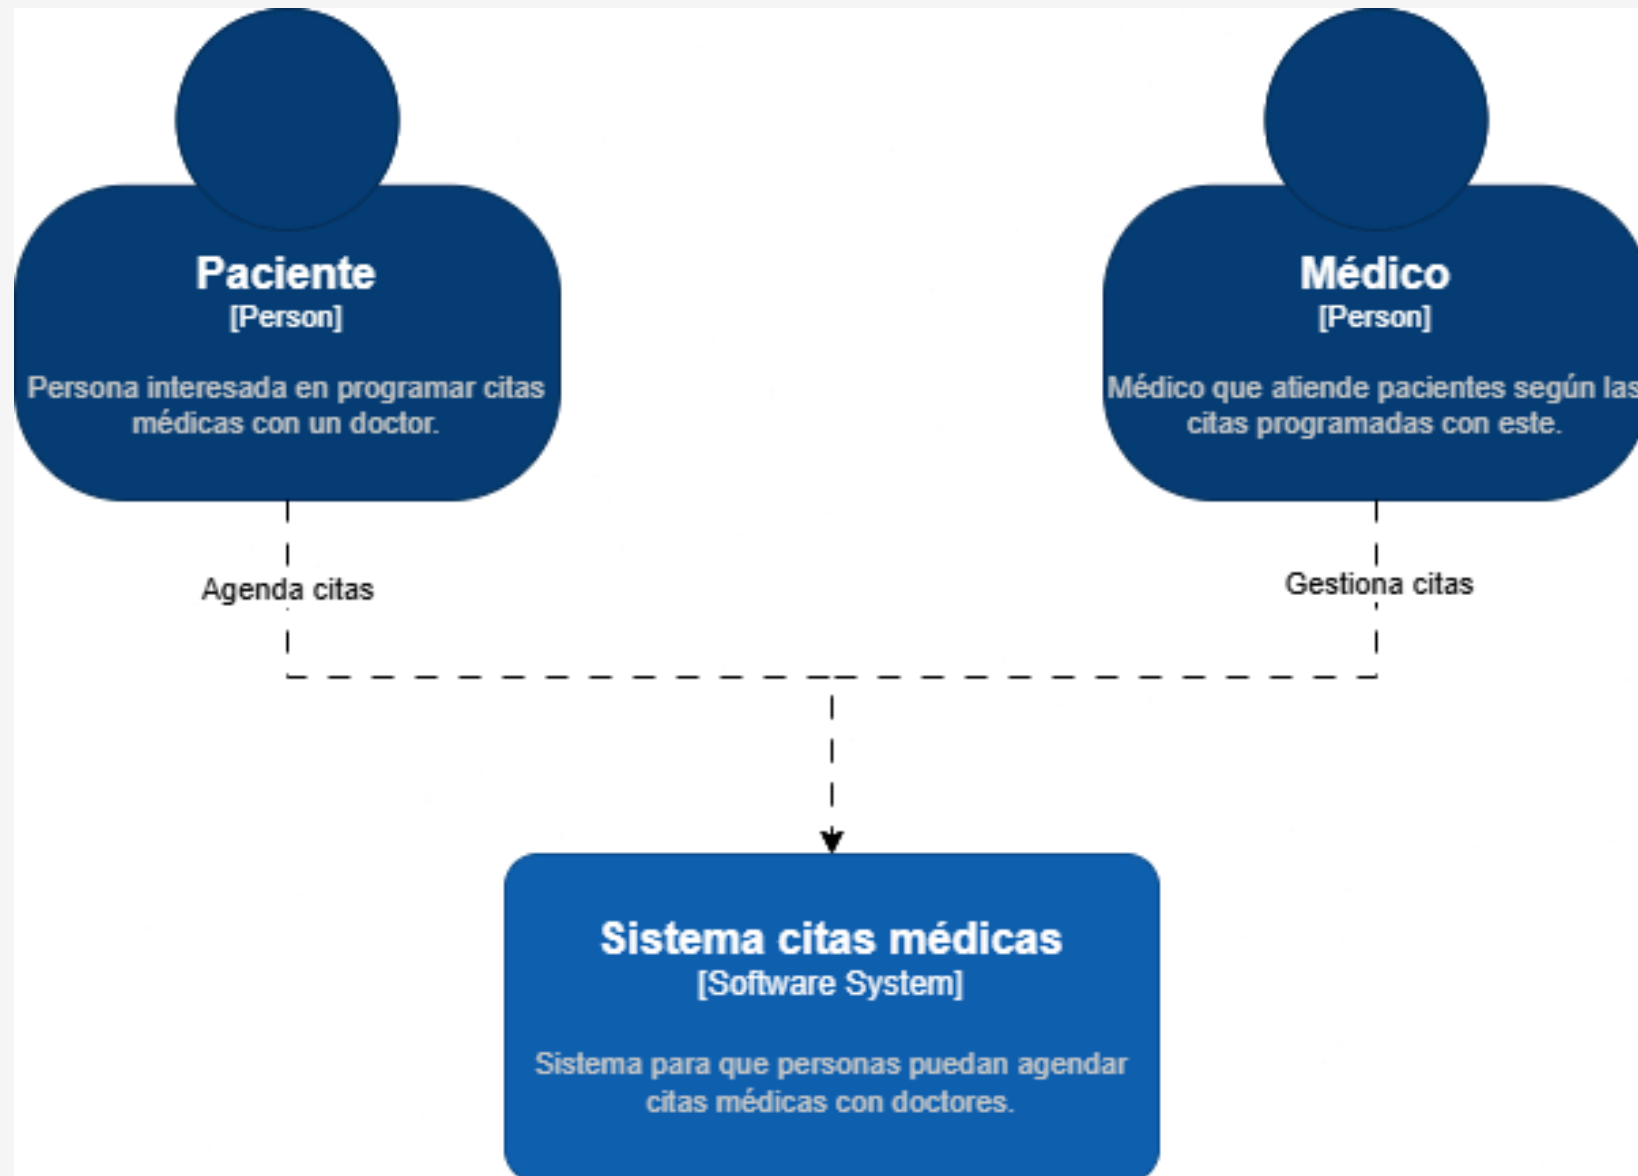 Paciente
[Person]
Persona interesada en programar citas
médicas con un doctor.
Médico
[Person]
Médico que atiende pacientes según las
citas programadas con este.
Agenda citas
Gestiona citas
Sistema citas médicas
[Software System]
Sistema para que personas puedan agendar
citas médicas con doctores.